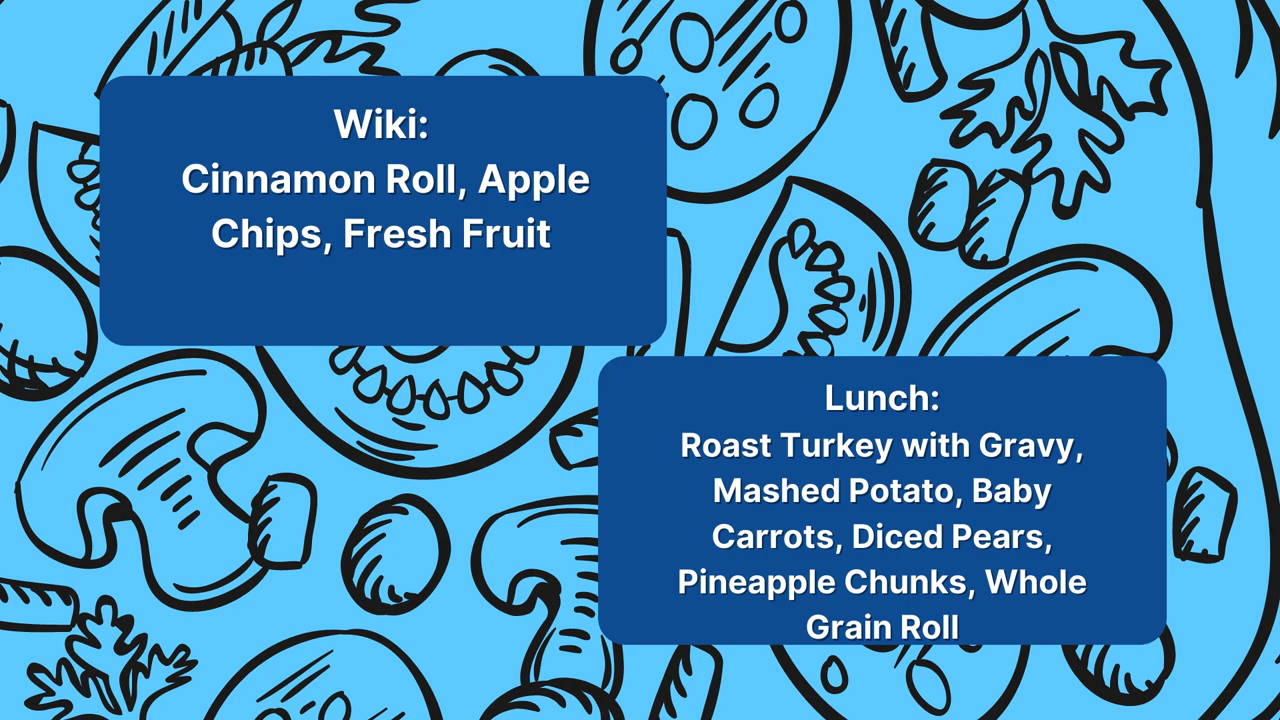 Wiki:
Cinnamon Roll, Apple
Chips, Fresh Fruit
Lunch:
Roast Turkey with Gravy,
Mashed Potato, Baby
Carrots, Diced Pears,
Pineapple Chunks, Whole
Grain Roll